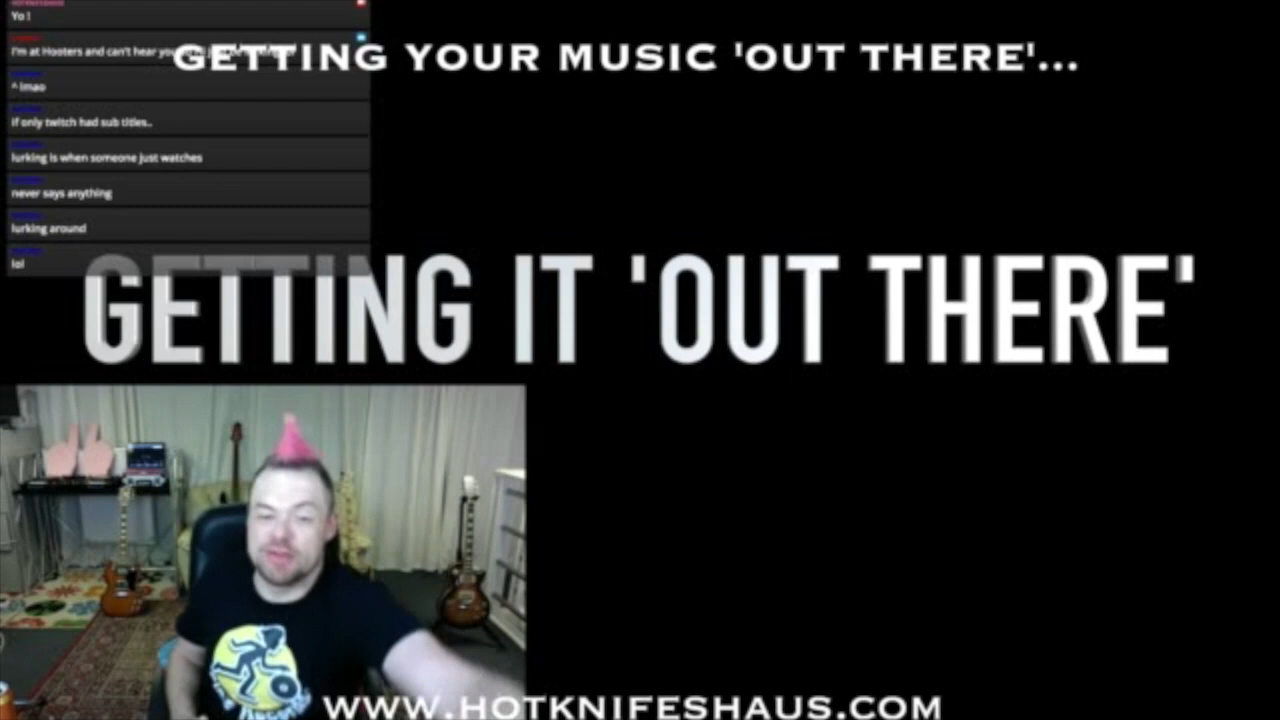 Yo !
I'm at Hooters and can't hear you
GETTING YOUR MUSIC 'OUT THERE'...
^ lmao
if only twitch had sub titles..
lurking is when someone just watches
never says anything
lurking around
lol
GETTING IT 'OUT THERE'
WWW.HOTKNIFESHAUS.COM